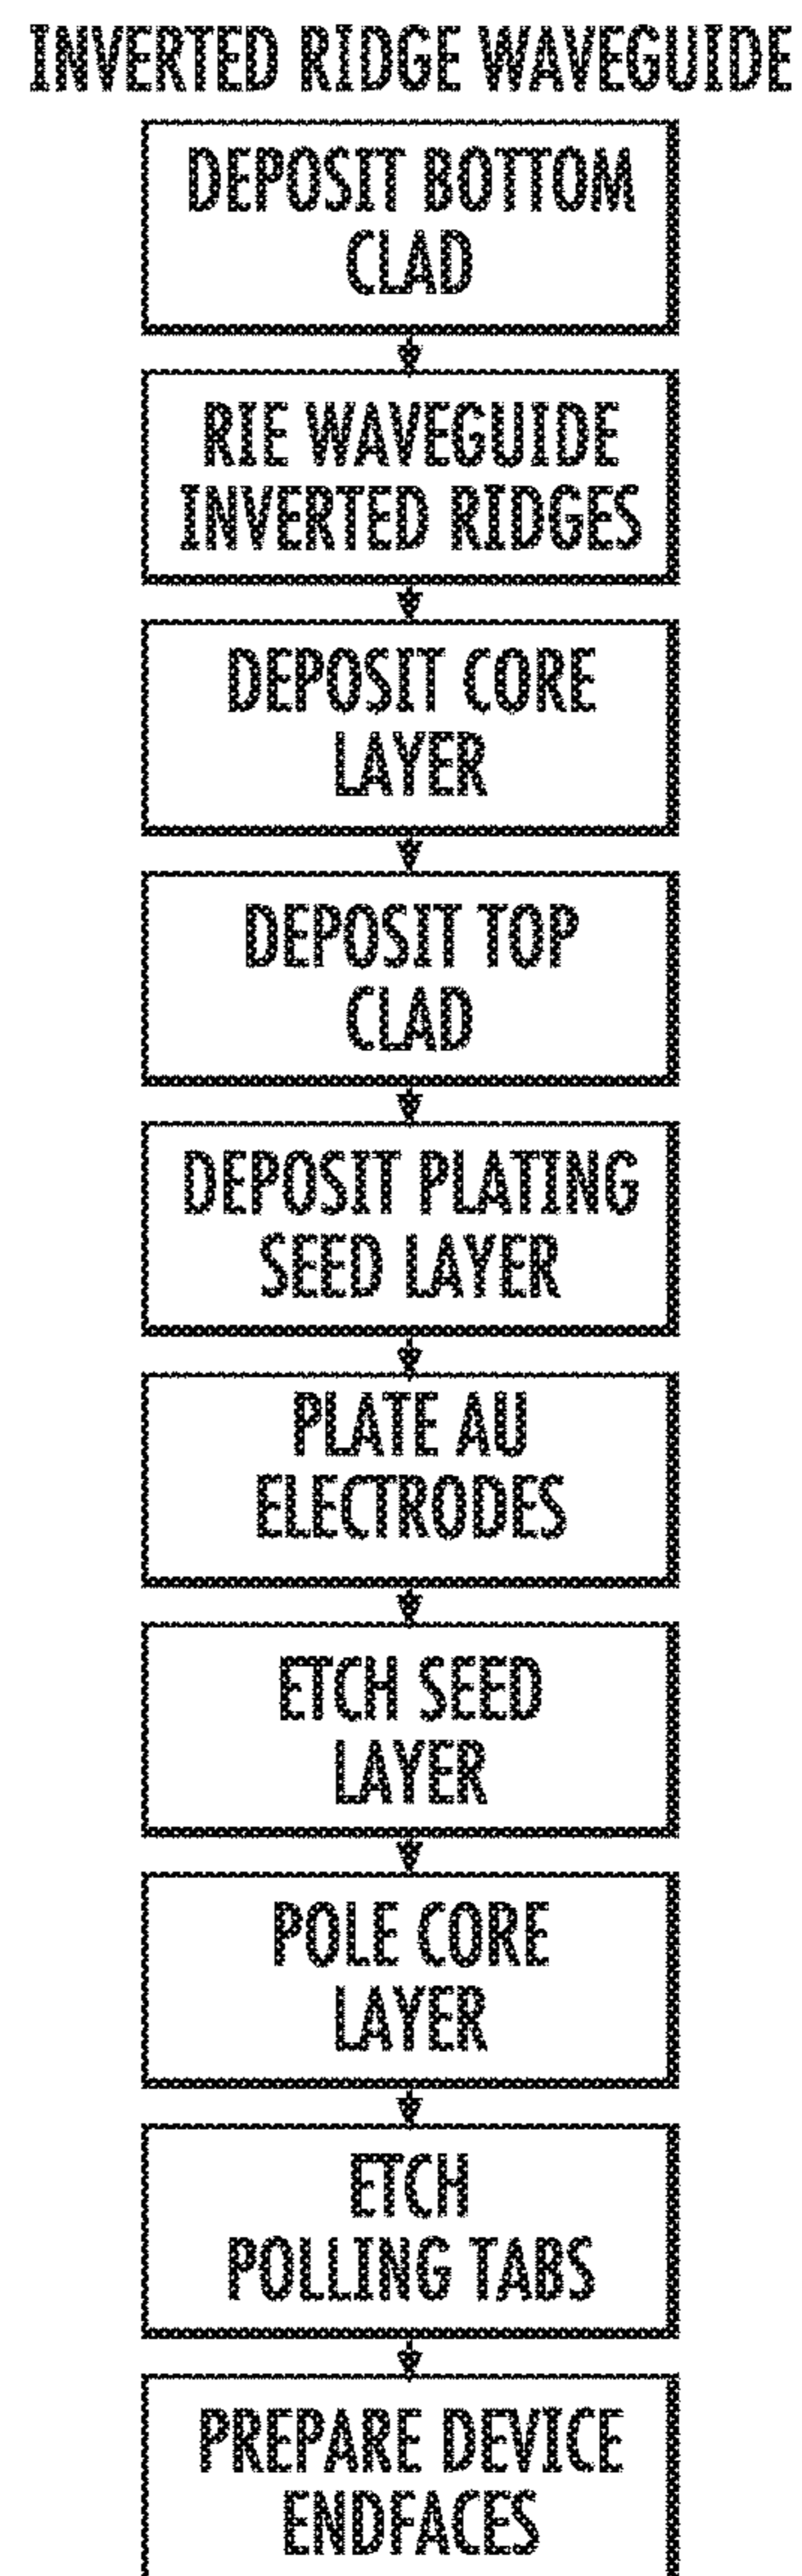 INVERTED RIDGE WAVEGUIDE
DEPOSIT BOTTOM
CLAD
RIE WAVEGUIDE
INVERTED RIDGES
DEPOSIT CORE
LAYER
DEPOSIT TOP
CLAD
DEPOSIT PLATING
SEED LAYER
PLATE AU
ELECTRODES
ETCH SEED
LAYER
POLE CORE
LAYER
ETCH
POLLING TABS
PREPARE DEVICE
ENDFACES